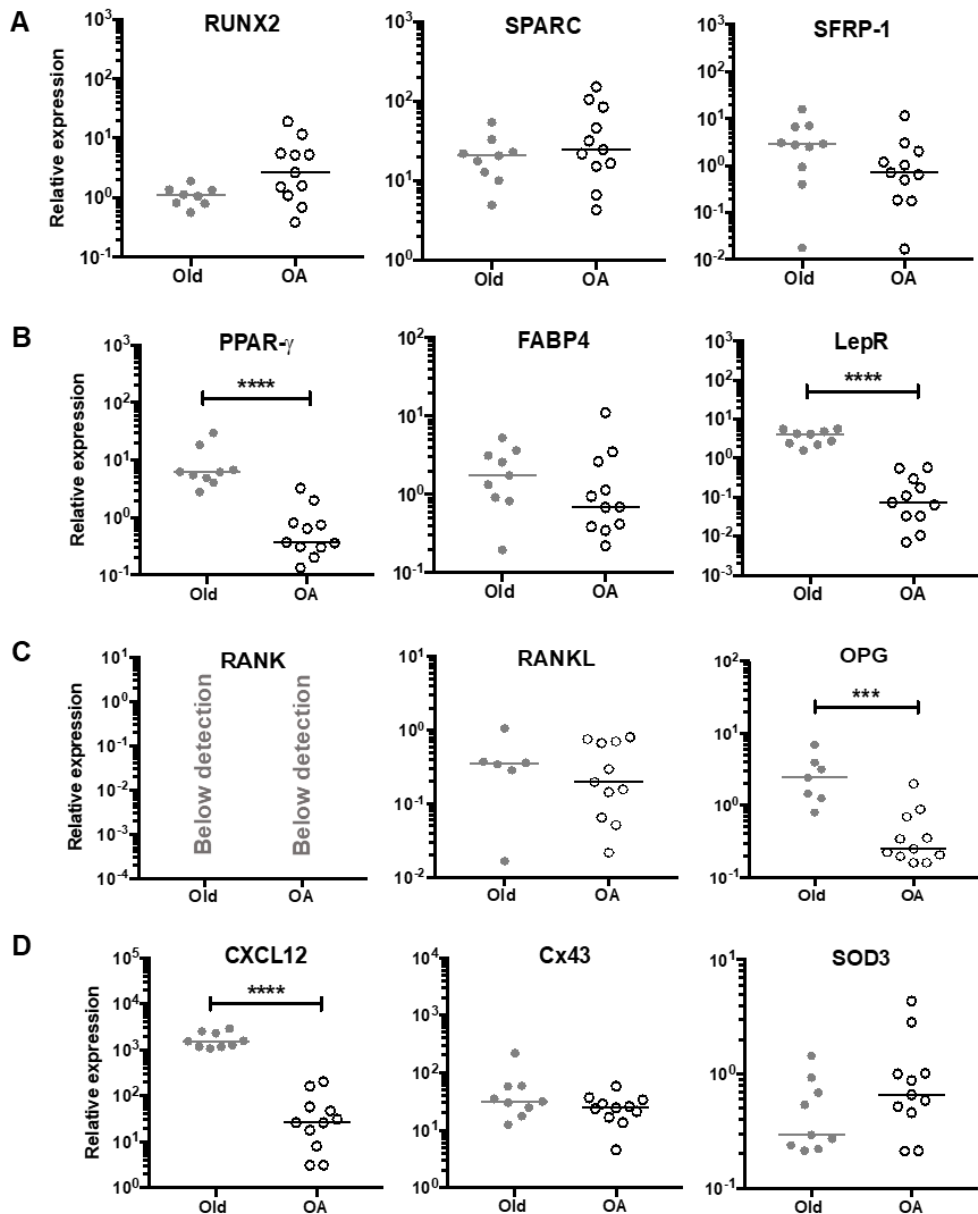 A
RUNX2
SPARC
SFRP-1
Relative expression
10³
10²
10¹
10⁰
10⁻¹
Old
OA
10³
10²
10¹
10⁰
Old
OA
10³
10²
10¹
10⁰
10⁻¹
10⁻²
Old
OA
B
PPAR-γ
FABP4
LepR
Relative expression
10³
10²
10¹
10⁰
10⁻¹
****
Old
OA
10²
10¹
10⁰
10⁻¹
Old
OA
10³
10²
10¹
10⁰
10⁻¹
10⁻²
10⁻³
****
Old
OA
C
RANK
RANKL
OPG
Relative expression
10¹
10⁰
10⁻¹
10⁻²
10⁻³
10⁻⁴
Below detection
Below detection
Old
OA
10¹
10⁰
10⁻¹
10⁻²
Old
OA
10²
10¹
10⁰
10⁻¹
***
Old
OA
D
CXCL12
Cx43
SOD3
Relative expression
10⁵
10⁴
10³
10²
10¹
10⁰
****
Old
OA
10⁴
10³
10²
10¹
10⁰
Old
OA
10¹
10⁰
10⁻¹
Old
OA